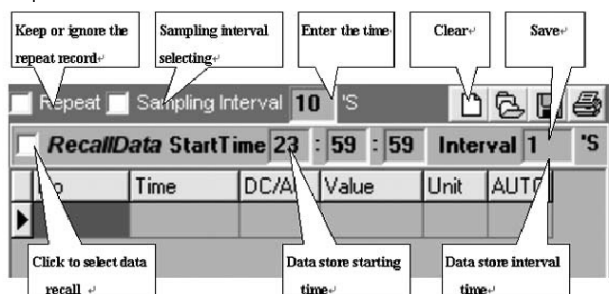 Keep or ignore the
repeat record
Sampling interval
selecting
Enter the time
Clear
Save
Repeat Sampling Interval 10 "S
RecallData StartTime 23 : 59 : 59 Interval 1 "S
Time DC/A Value Unit AUTO
Click to select data
recall
Data store starting
time
Data store interval
time